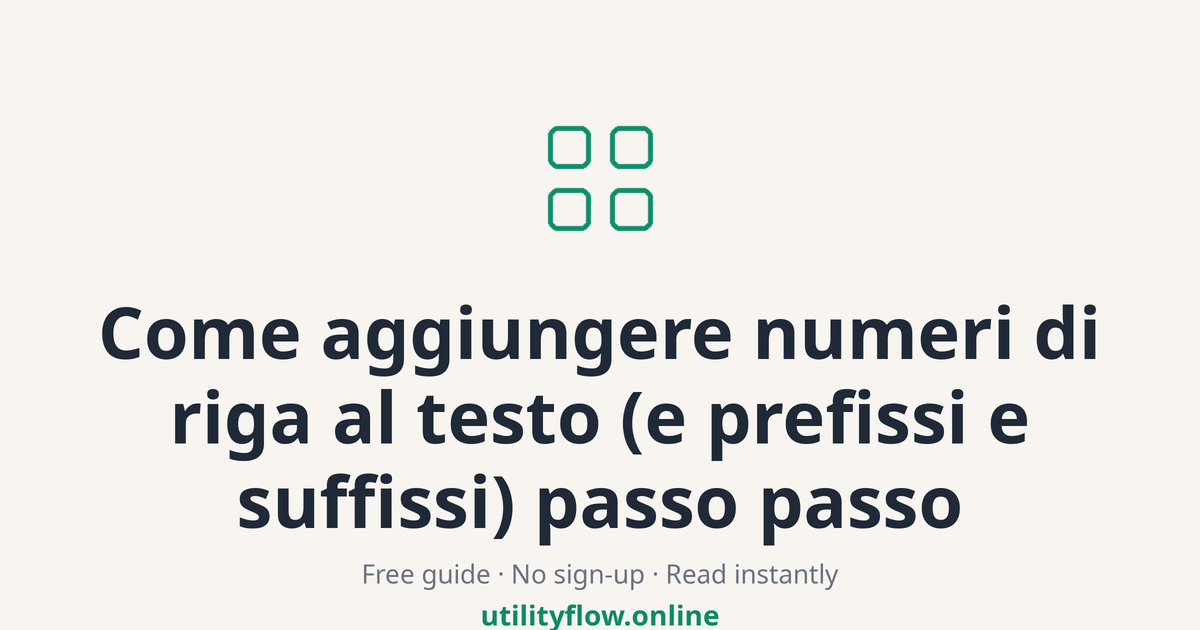 Come aggiungere numeri di
riga al testo (e prefissi e
suffissi) passo passo
Free guide · No sign-up · Read instantly
utilityflow.online